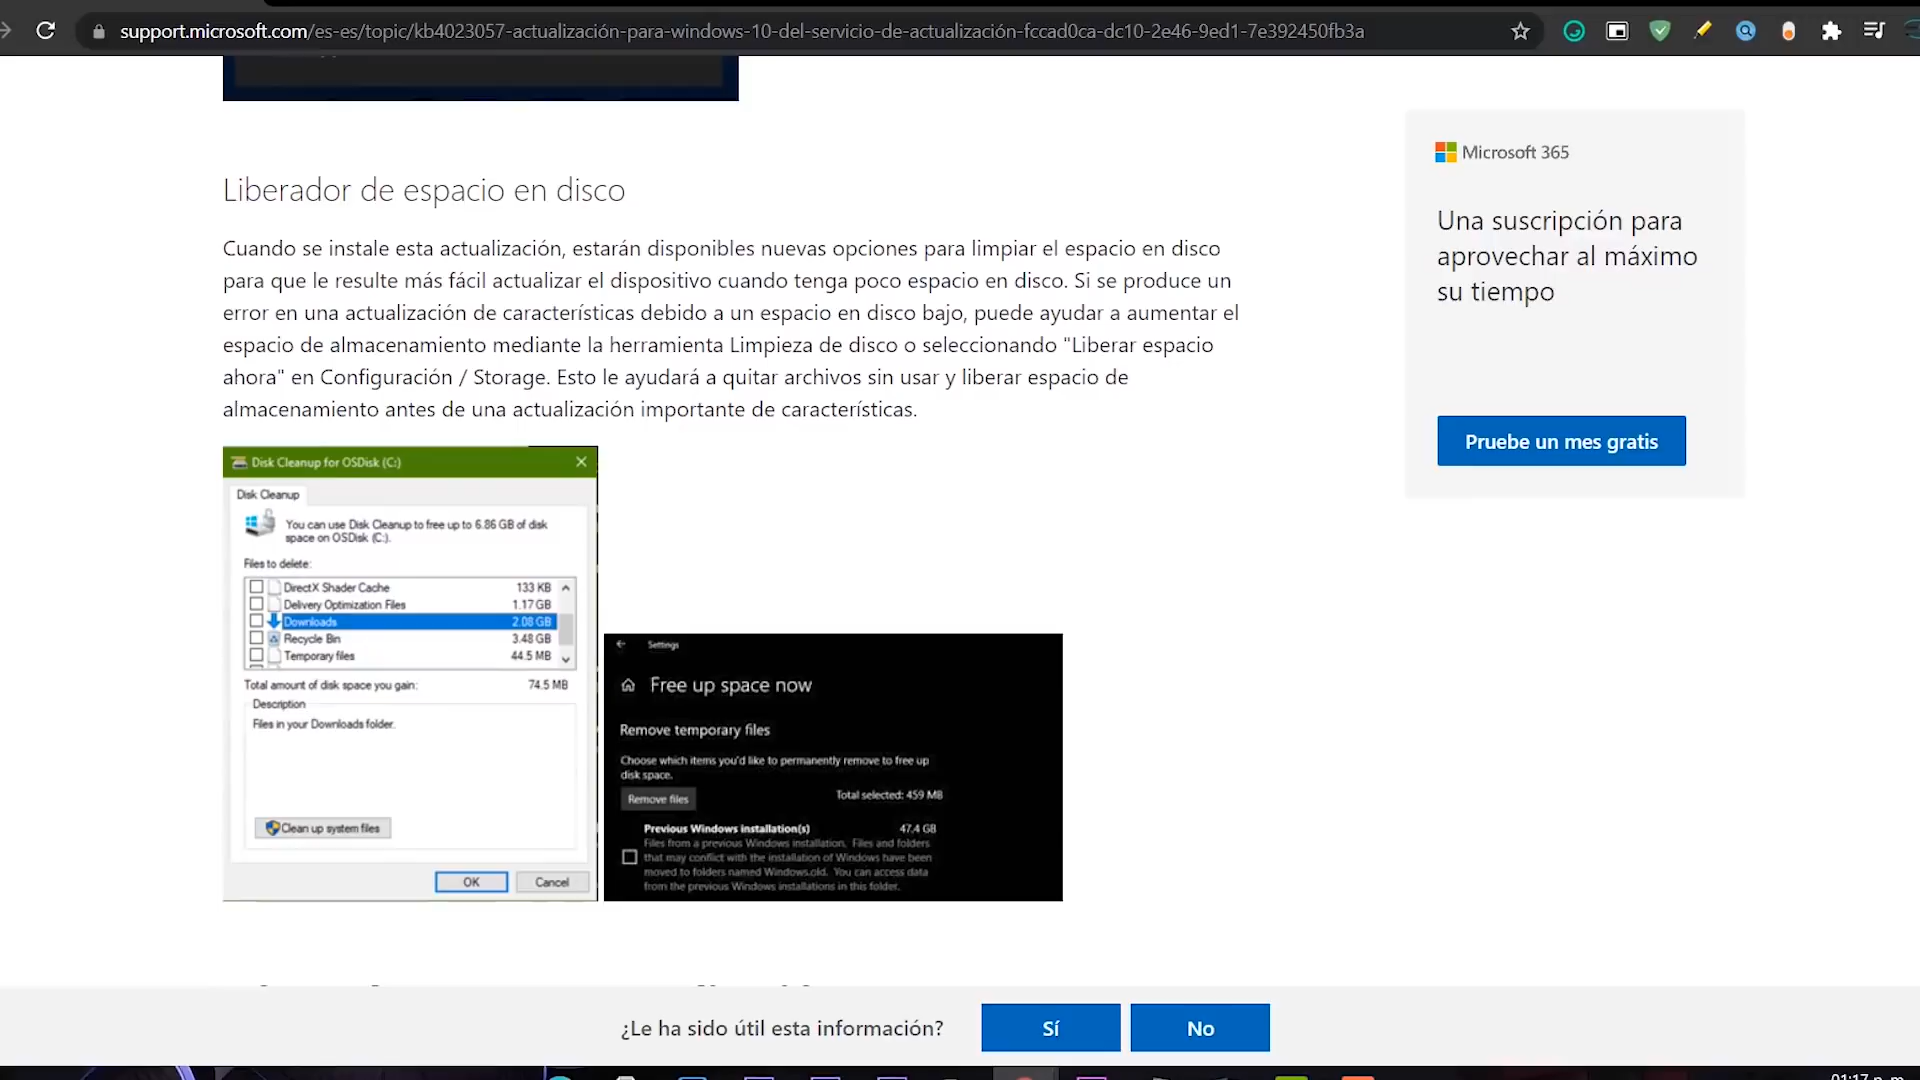 support.microsoft.com/es-es/topic/kb4023057-actualización-para-windows-10-del-servicio-de-actualización-fccad0ca-dc10-2e46-9ed1-7e392450fb3a
Liberador de espacio en disco
Cuando se instale esta actualización, estarán disponibles nuevas opciones para limpiar el espacio en disco
para que le resulte más fácil actualizar el dispositivo cuando tenga poco espacio en disco. Si se produce un
error en una actualización de características debido a un espacio en disco bajo, puede ayudar a aumentar el
espacio de almacenamiento mediante la herramienta Limpieza de disco o seleccionando "Liberar espacio
ahora" en Configuración / Storage. Esto le ayudará a quitar archivos sin usar y liberar espacio de
almacenamiento antes de una actualización importante de características.
Microsoft 365
Una suscripción para
aprovechar al máximo
su tiempo
Pruebe un mes gratis
Disk Cleanup for OSDisk (C:)
Disk Cleanup
You can use Disk Cleanup to free up to 6.86 GB of disk
space on OSDisk (C:).
Files to delete:
DirectX Shader Cache 133 KB
Delivery Optimization Files 1.17 GB
Downloads 2.08 GB
Recycle Bin 3.48 GB
Temporary files 44.5 MB
Total amount of disk space you gain: 74.5 MB
Description
Files in your Downloads folder.
Clean up system files
OK Cancel
Settings
Free up space now
Remove temporary files
Choose which items you'd like to permanently remove to free up
disk space.
Remove files Total selected: 459 MB
Previous Windows installation(s) 47.4 GB
Files from a previous Windows installation. Files and folders
that may conflict with the installation of Windows have been
moved to folders named Windows.old. You can access data
from the previous Windows installations in this folder.
¿Le ha sido útil esta información? Sí No